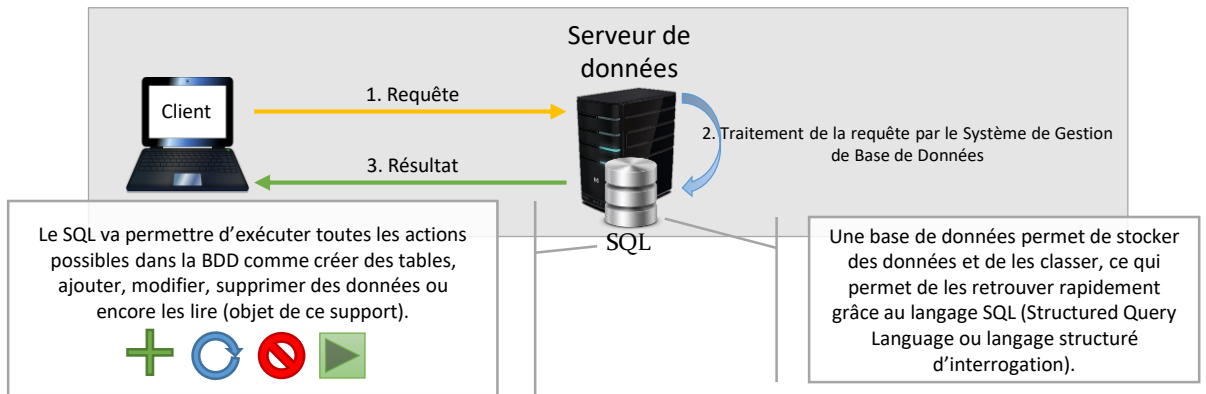 Serveur de
données
Client
1. Requête
2. Traitement de la requête par le Système de Gestion
de Base de Données
3. Résultat
SQL
Le SQL va permettre d'exécuter toutes les actions
possibles dans la BDD comme créer des tables,
ajouter, modifier, supprimer des données ou
encore les lire (objet de ce support).
Une base de données permet de stocker
des données et de les classer, ce qui
permet de les retrouver rapidement
grâce au langage SQL (Structured Query
Language ou langage structuré
d'interrogation).